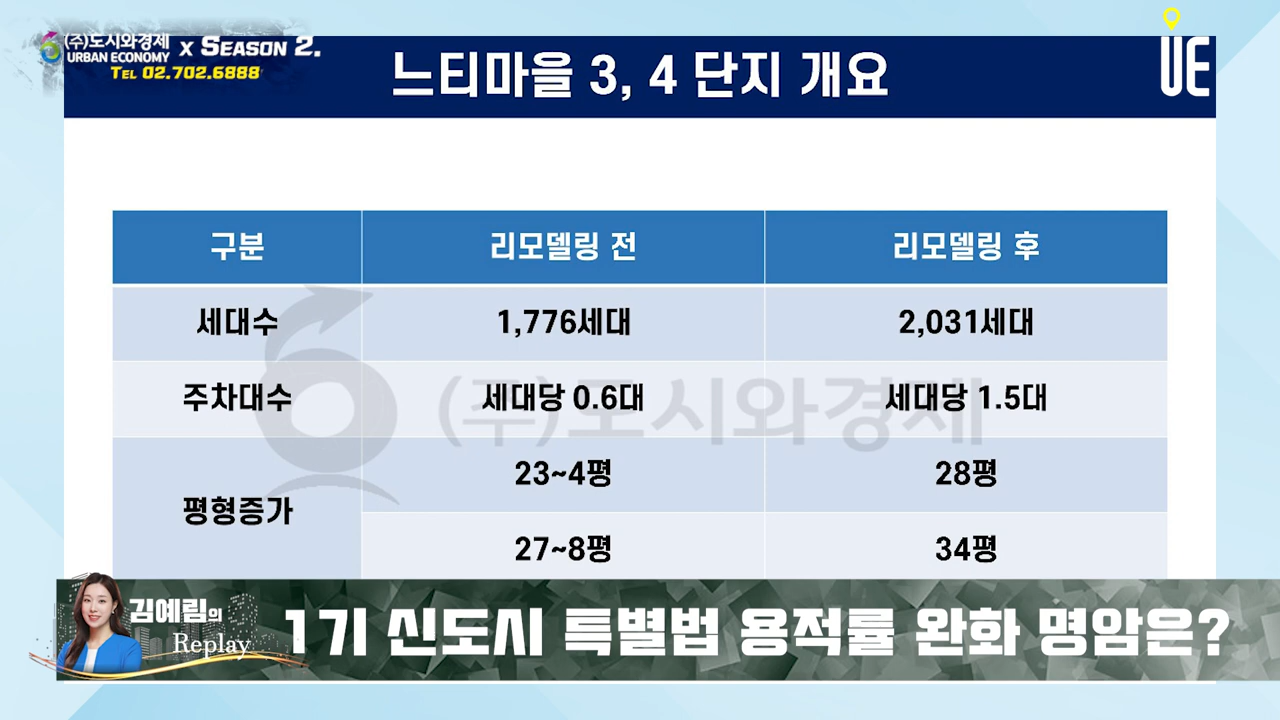 (주)도시와경제
URBAN ECONOMY
X SEASON 2.
TEL 02.702.6888
UE
느티마을 3, 4 단지 개요
구분 리모델링 전 리모델링 후
세대수 1,776세대 2,031세대
주차대수 세대당 0.6대 세대당 1.5대
평형증가 23~4평 28평
27~8평 34평
(주)도시와경제
김예림의
Replay
1기 신도시 특별법 용적률 완화 명암은?